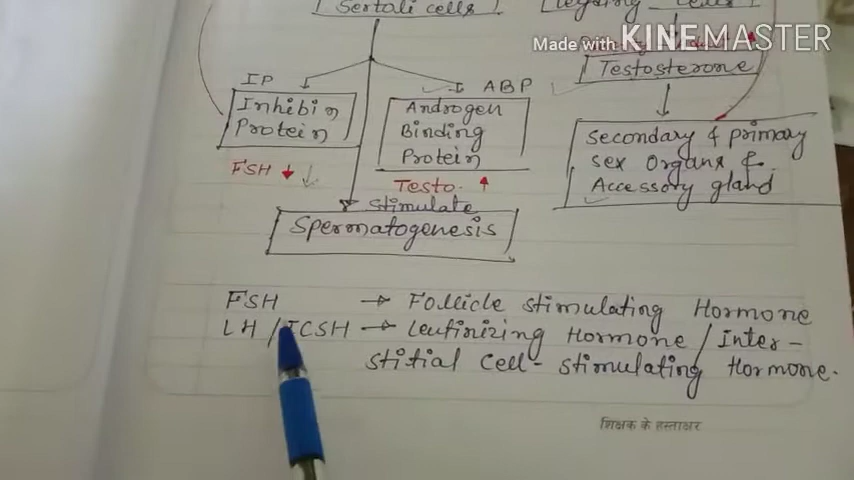 Sertoli cells
Leydig cells
Made with KINEMASTER
Testosterone
IP
ABP
Inhibin
Protein
Androgen
Binding
Protein
Secondary & primary
sex Organs &
Accessory gland
FSH ↓ ↓
Testo. ↑
Stimulate
Spermatogenesis
FSH → Follicle stimulating Hormone
LH / ICSH → Leutinizing Hormone / Inter-
stitial cell-stimulating Hormone.
शिक्षक के हस्ताक्षर